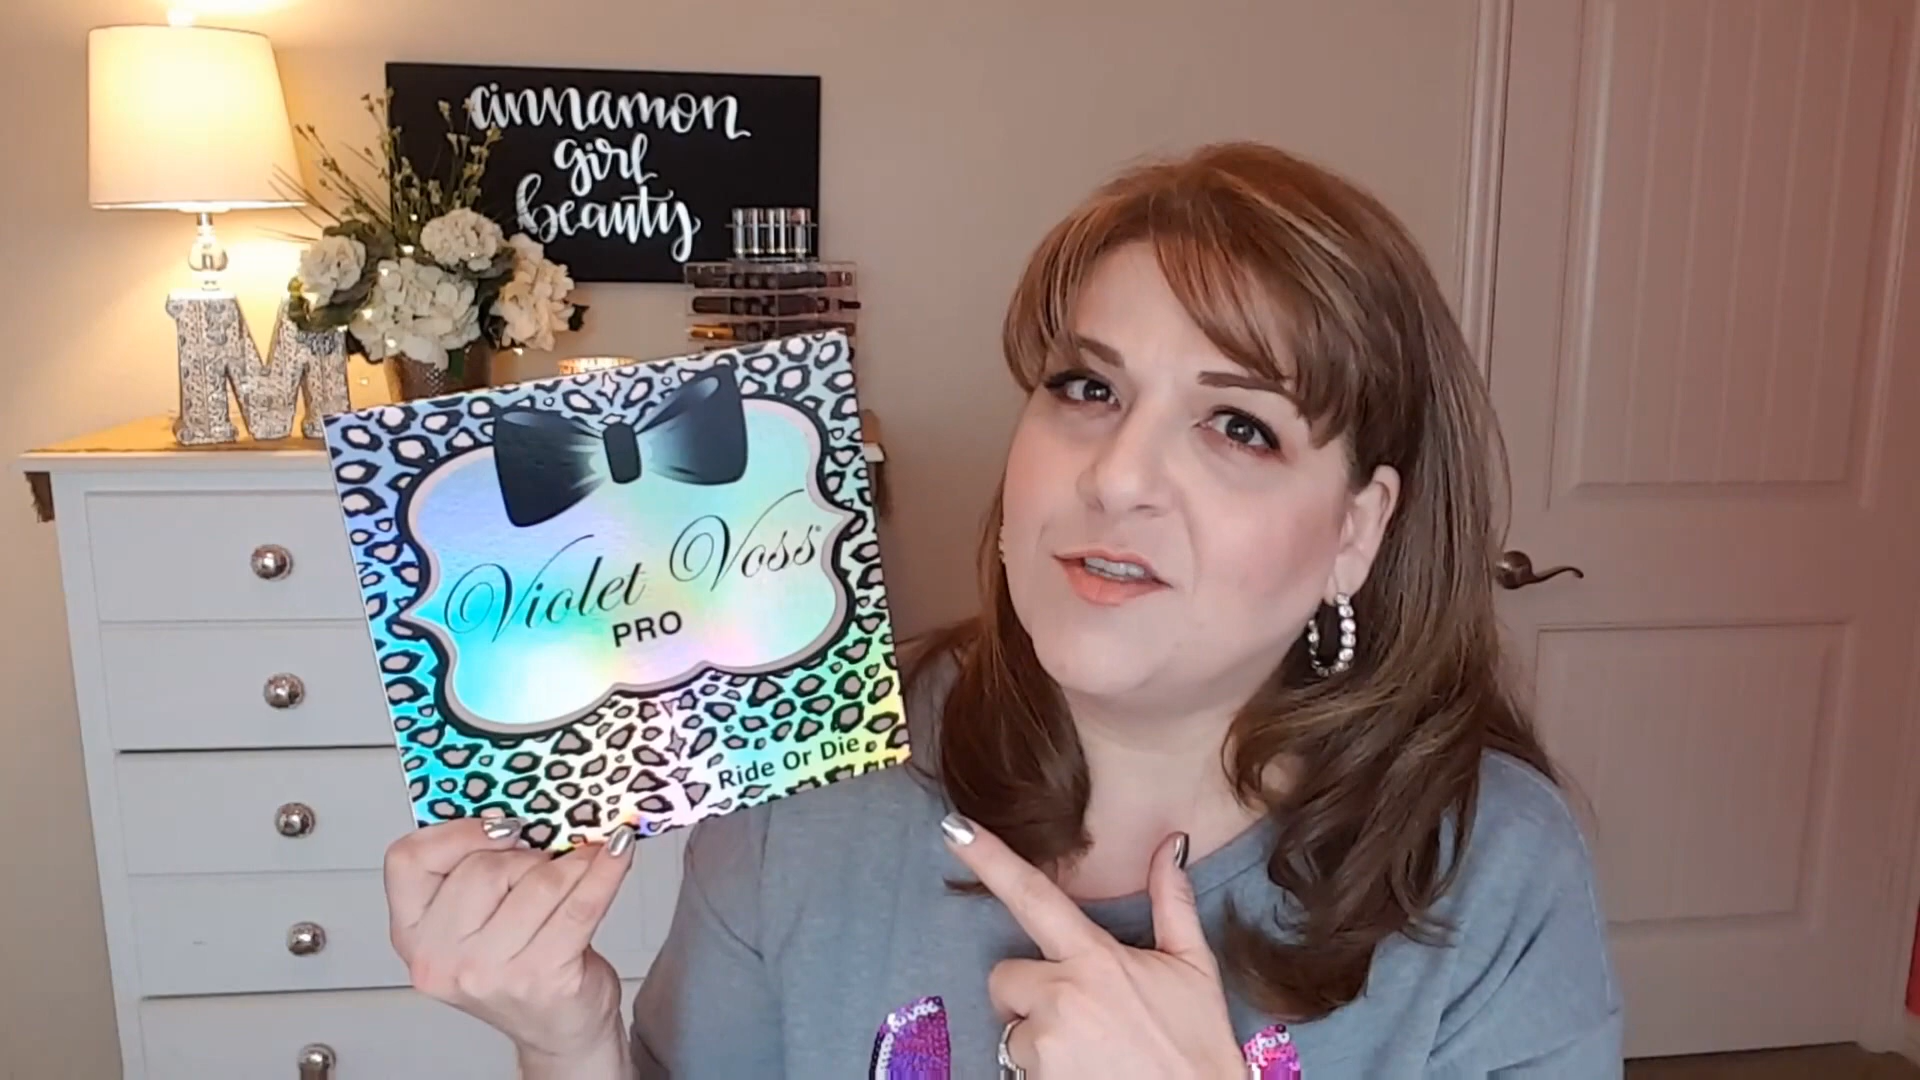 cinnamon
girl
beauty
Violet Voss®
PRO
Ride Or Die
M